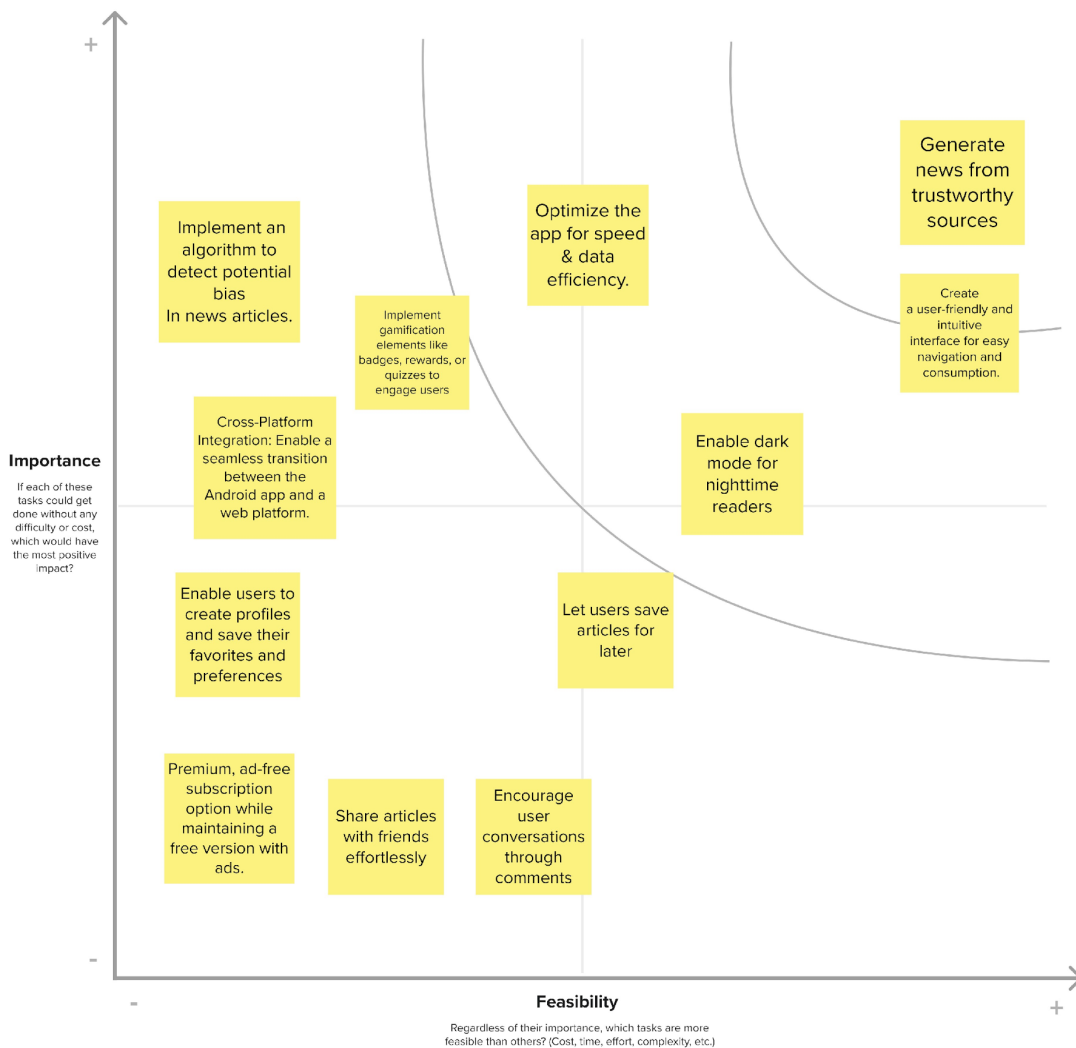 +
Generate
news from
trustworthy
sources
Optimize the
app for speed
& data
efficiency.
Implement an
algorithm to
detect potential
bias
In news articles.
Create
a user-friendly and
intuitive
interface for easy
navigation and
consumption.
Implement
gamification
elements like
badges, rewards, or
quizzes to
engage users
Cross-Platform
Integration: Enable a
seamless transition
between the
Android app and a
web platform.
Enable dark
mode for
nighttime
readers
Importance
If each of these
tasks could get
done without any
difficulty or cost,
which would have
the most positive
impact?
Enable users to
create profiles
and save their
favorites and
preferences
Let users save
articles for
later
Premium, ad-free
subscription
option while
maintaining a
free version with
ads.
Share articles
with friends
effortlessly
Encourage
user
conversations
through
comments
-
-
Feasibility
+
Regardless of their importance, which tasks are more
feasible than others? (Cost, time, effort, complexity, etc.)